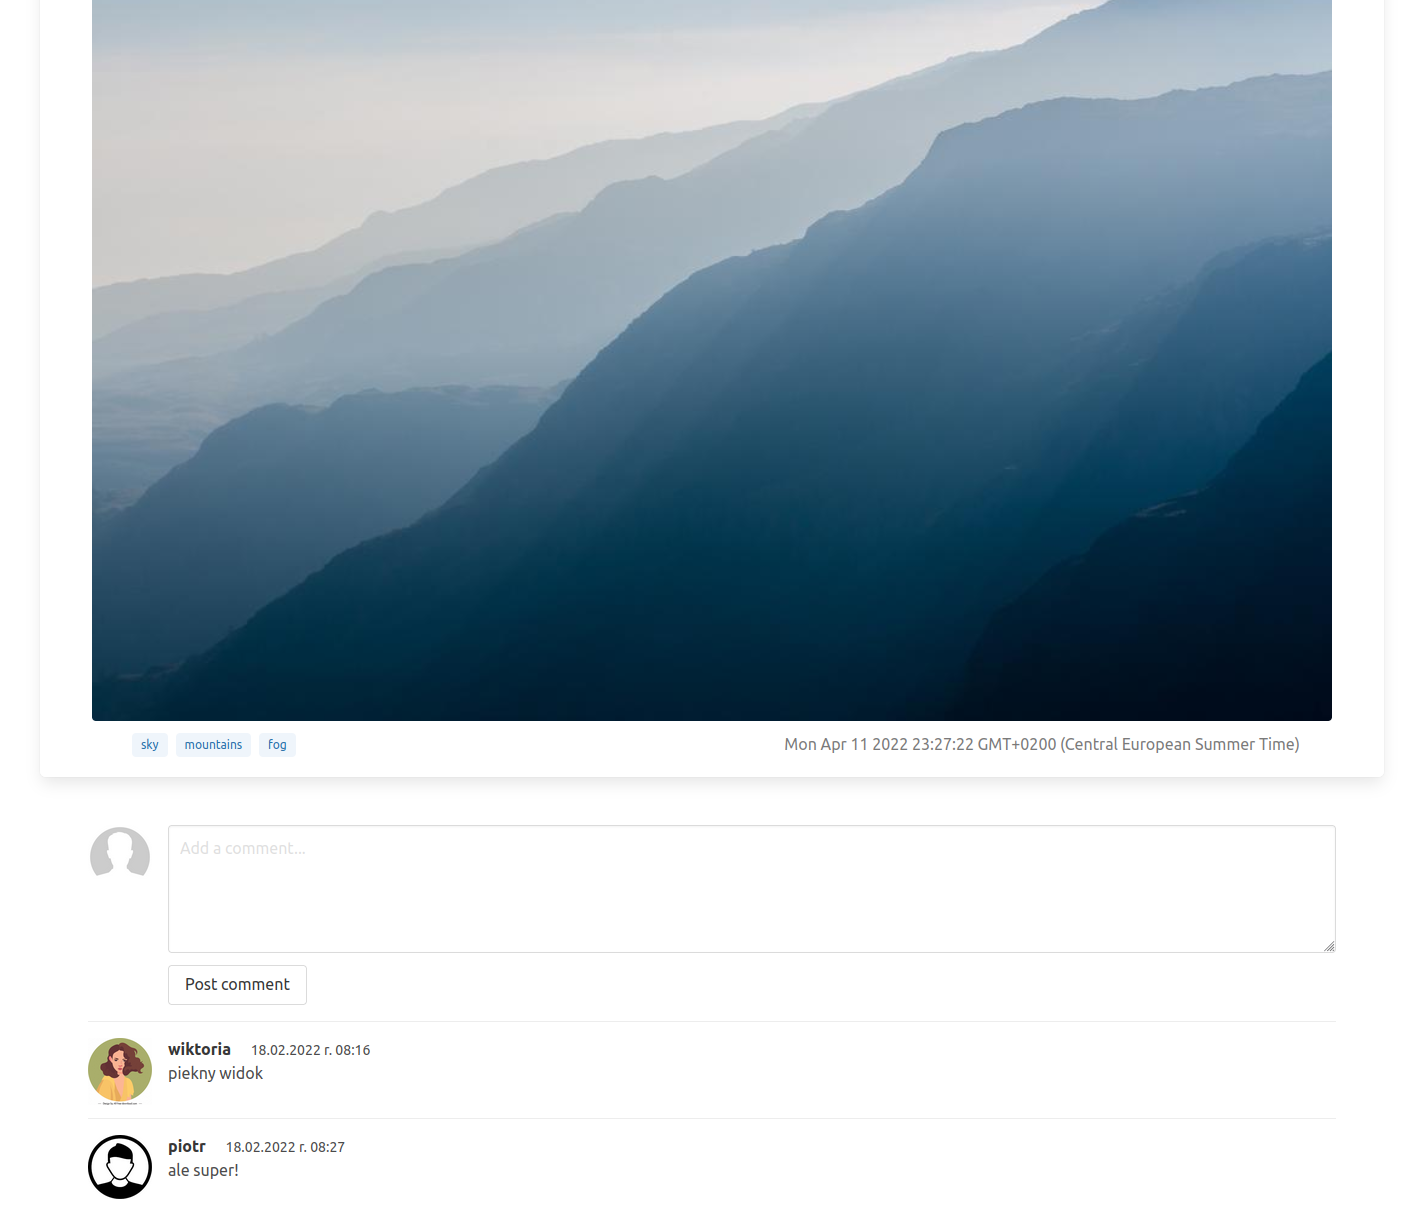 sky mountains fog Mon Apr 11 2022 23:27:22 GMT+0200 (Central European Summer Time)
Add a comment...
Post comment
wiktoria 18.02.2022 r. 08:16
piekny widok
piotr 18.02.2022 r. 08:27
ale super!